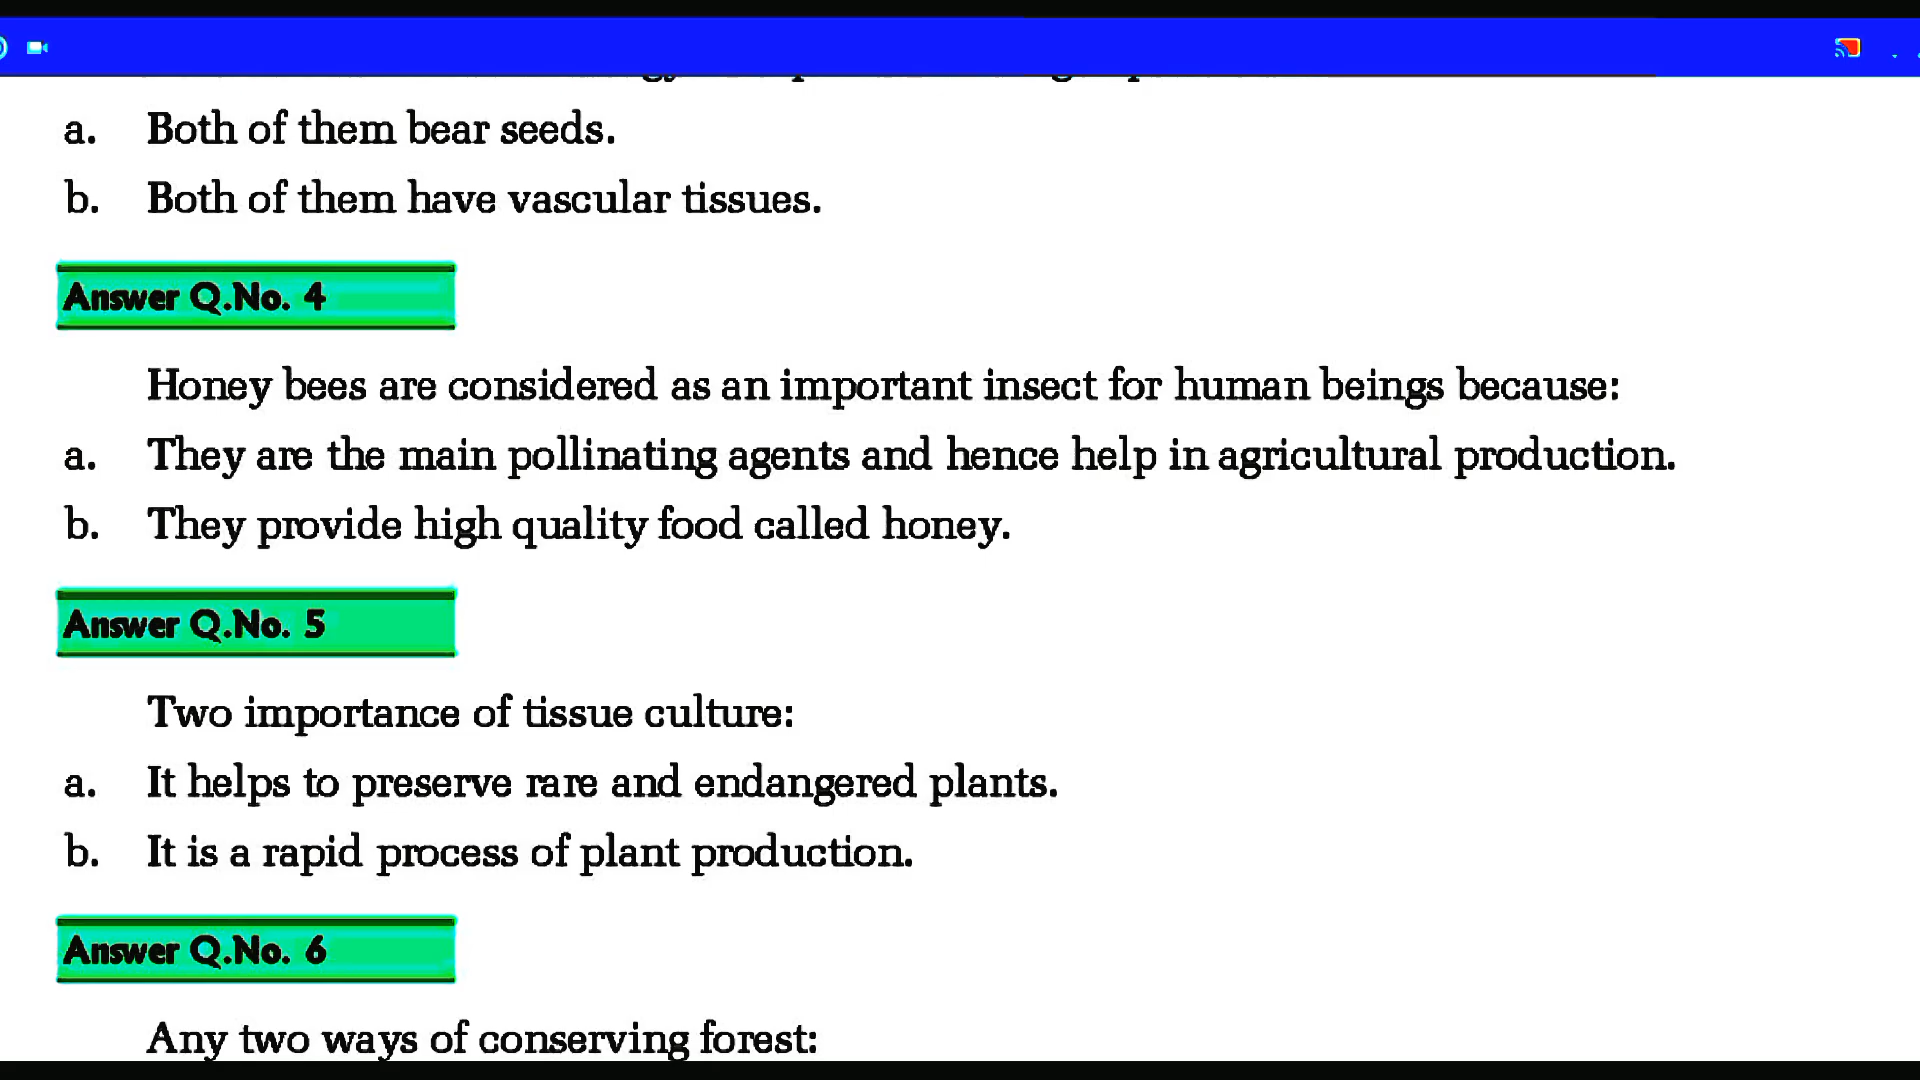 a. Both of them bear seeds.
b. Both of them have vascular tissues.
Answer Q.No. 4
Honey bees are considered as an important insect for human beings because:
a. They are the main pollinating agents and hence help in agricultural production.
b. They provide high quality food called honey.
Answer Q.No. 5
Two importance of tissue culture:
a. It helps to preserve rare and endangered plants.
b. It is a rapid process of plant production.
Answer Q.No. 6
Any two ways of conserving forest: